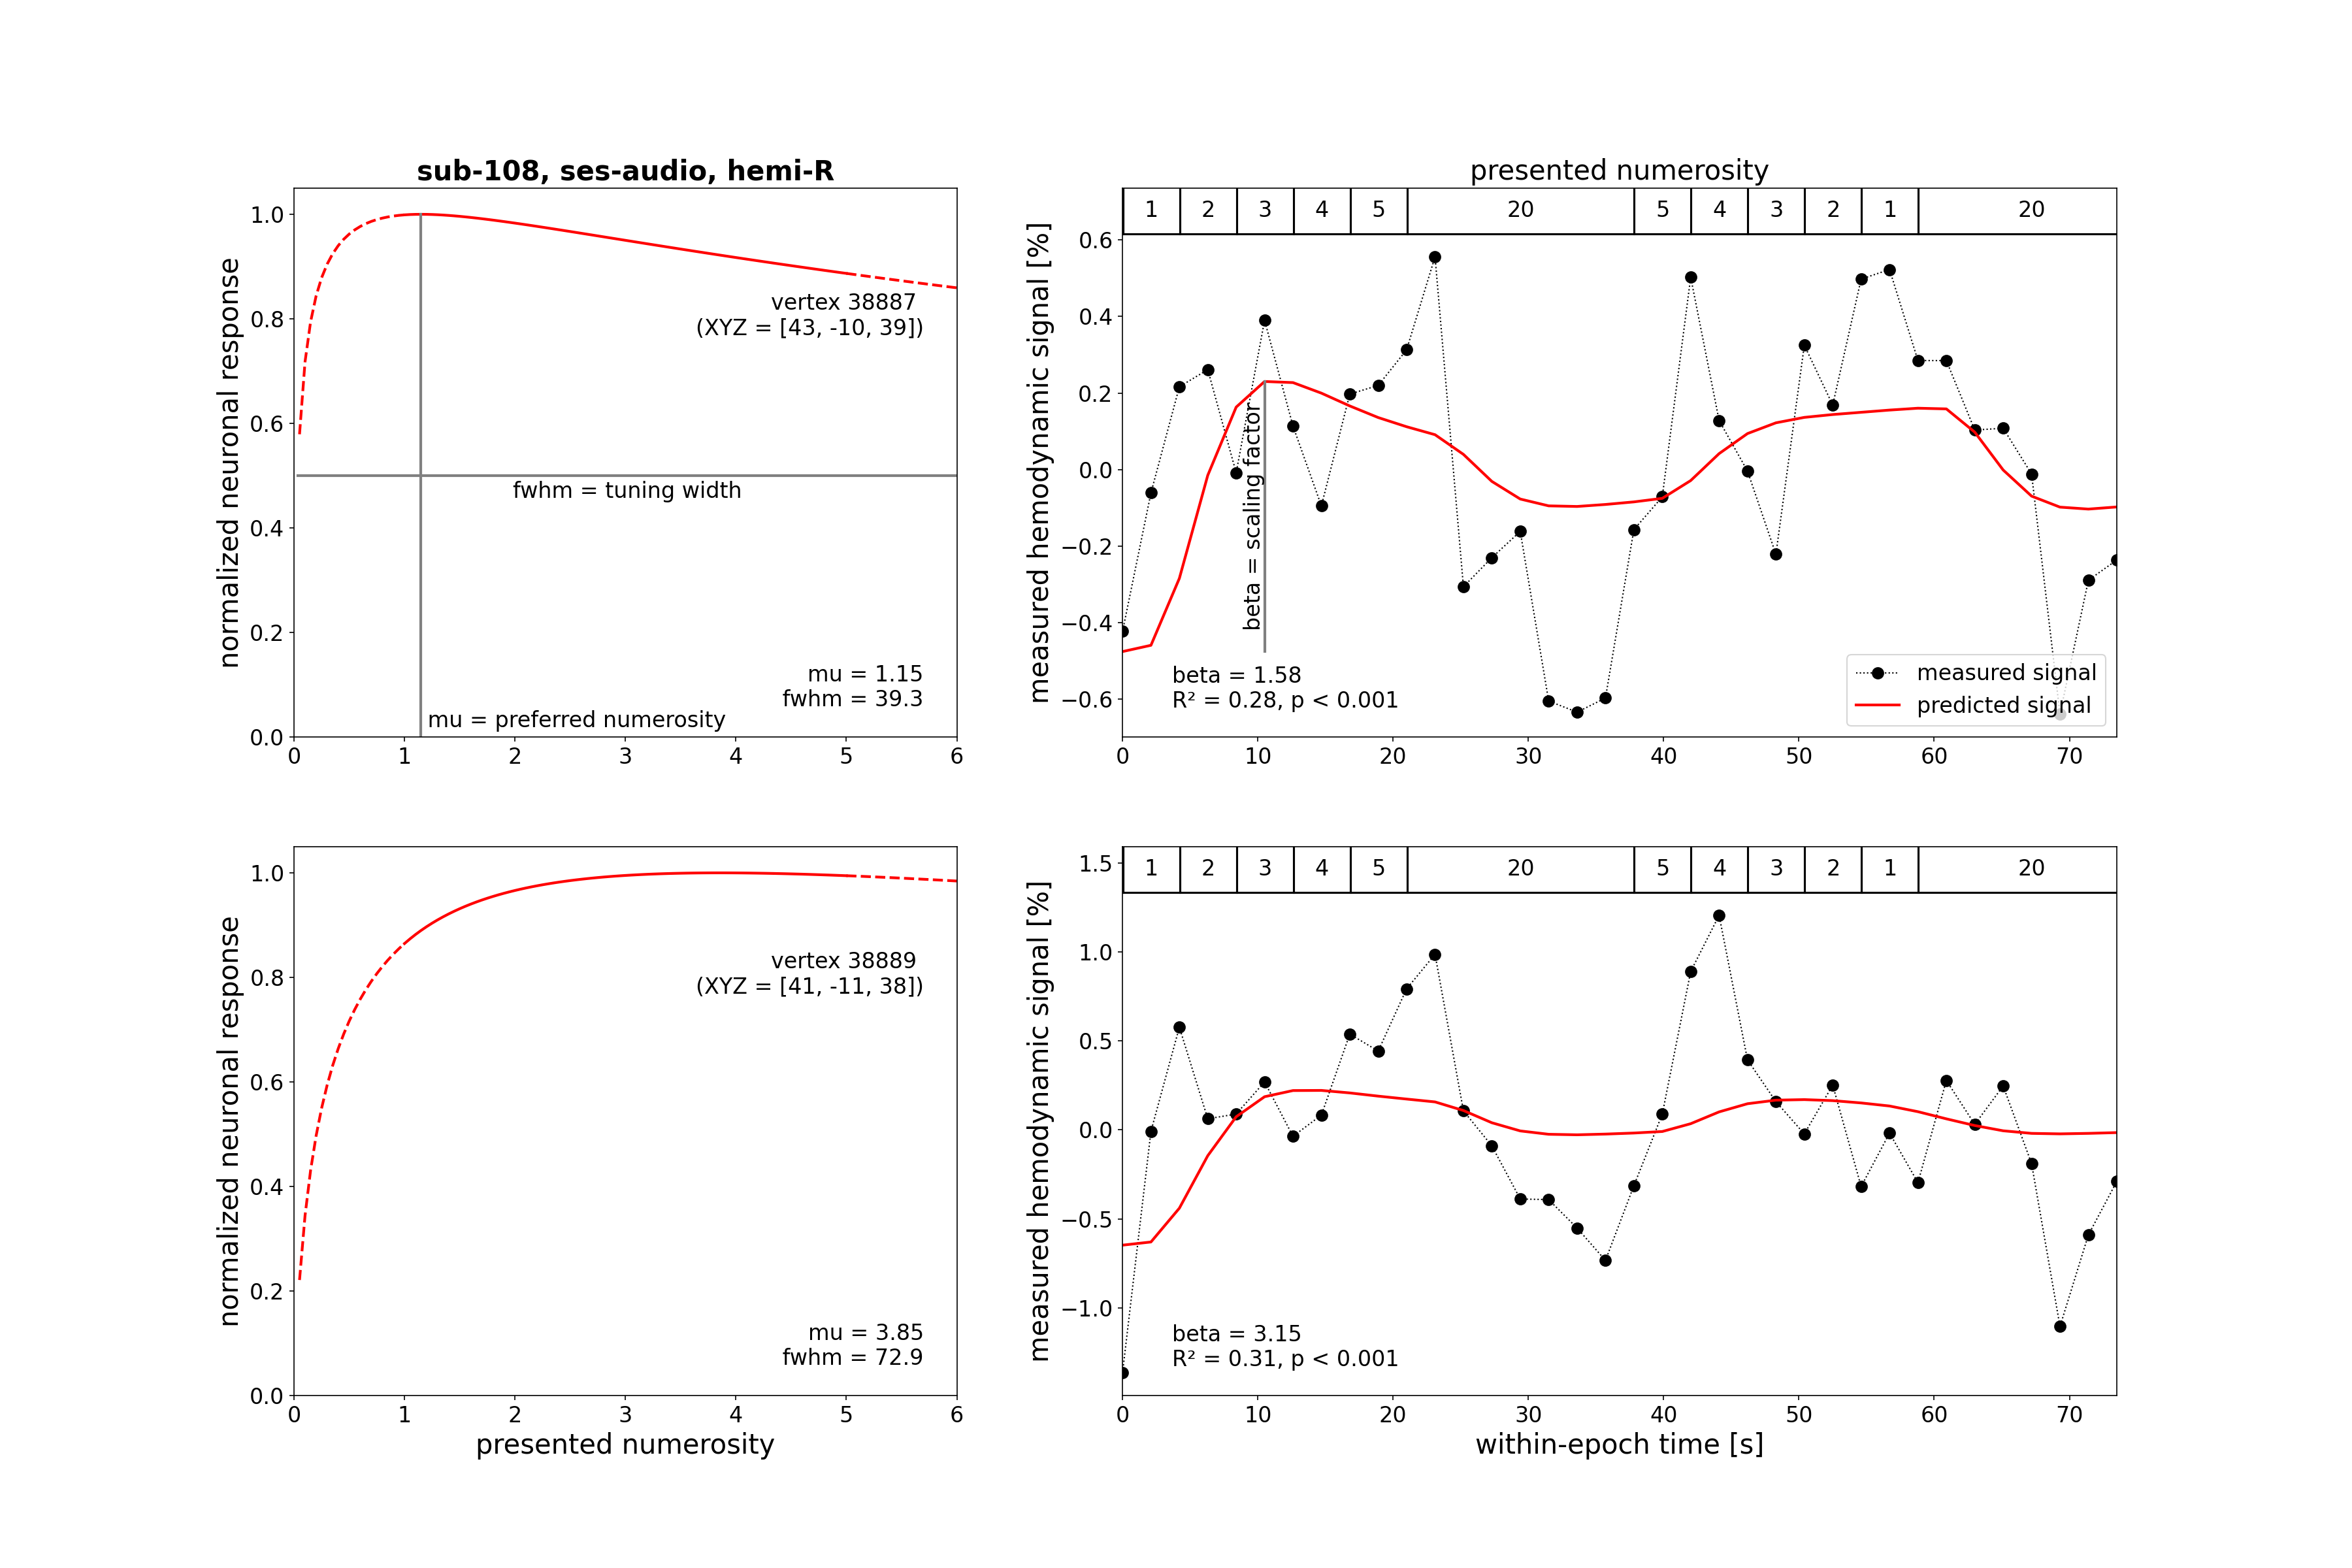 sub-108, ses-audio, hemi-R
normalized neuronal response
1.0
0.8
0.6
0.4
0.2
0.0
0 1 2 3 4 5 6
vertex 38887
(XYZ = [43, -10, 39])
fwhm = tuning width
mu = 1.15
fwhm = 39.3
mu = preferred numerosity
presented numerosity
1 2 3 4 5 20 5 4 3 2 1 20
measured hemodynamic signal [%]
0.6
0.4
0.2
0.0
−0.2
−0.4
−0.6
0 10 20 30 40 50 60 70
beta = scaling factor
beta = 1.58
R² = 0.28, p < 0.001
measured signal
predicted signal
normalized neuronal response
1.0
0.8
0.6
0.4
0.2
0.0
0 1 2 3 4 5 6
presented numerosity
vertex 38889
(XYZ = [41, -11, 38])
mu = 3.85
fwhm = 72.9
1 2 3 4 5 20 5 4 3 2 1 20
measured hemodynamic signal [%]
1.5
1.0
0.5
0.0
−0.5
−1.0
0 10 20 30 40 50 60 70
within-epoch time [s]
beta = 3.15
R² = 0.31, p < 0.001